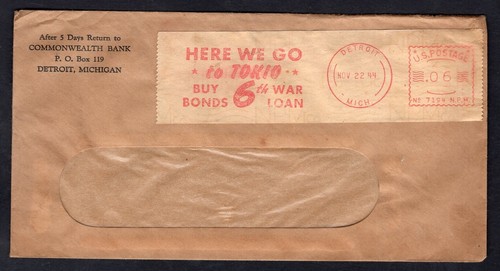 After 5 Days Return to
COMMONWEALTH BANK
P. O. Box 119
DETROIT, MICHIGAN
HERE WE GO
to TOKIO
BUY 6th WAR
BONDS LOAN
DETROIT
NOV 22 44
MICH
U.S. POSTAGE
.06